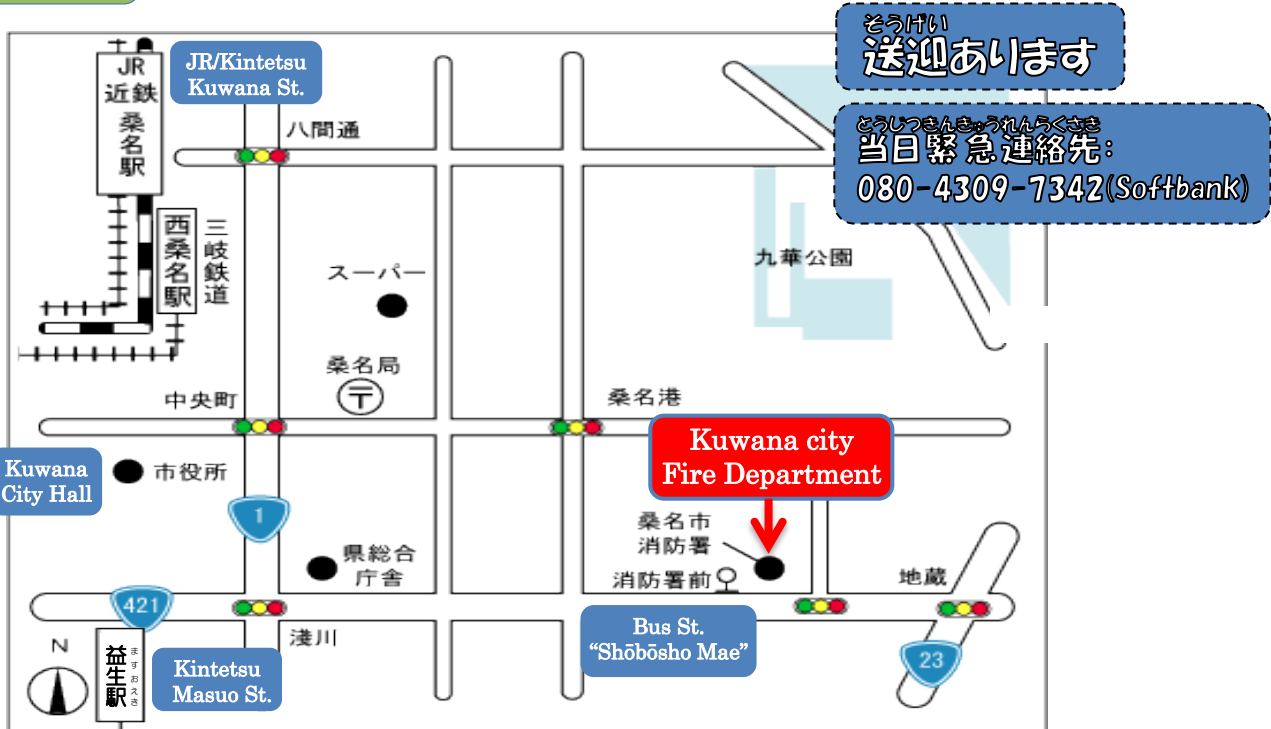 そうげい
送迎あります
とうじつきんきゅうれんらくさき
当日緊急連絡先:
080-4309-7342(Softbank)
JR
近鉄
桑名駅
JR/Kintetsu
Kuwana St.
八間通
西桑名駅
三岐鉄道
スーパー
九華公園
桑名局
〒
中央町
桑名港
Kuwana city
Fire Department
Kuwana
City Hall
市役所
1
桑名市
消防署
県総合
庁舎
消防署前
地蔵
421
Bus St.
“Shōbōsho Mae”
淺川
N
益生駅
ますおえき
Kintetsu
Masuo St.
23